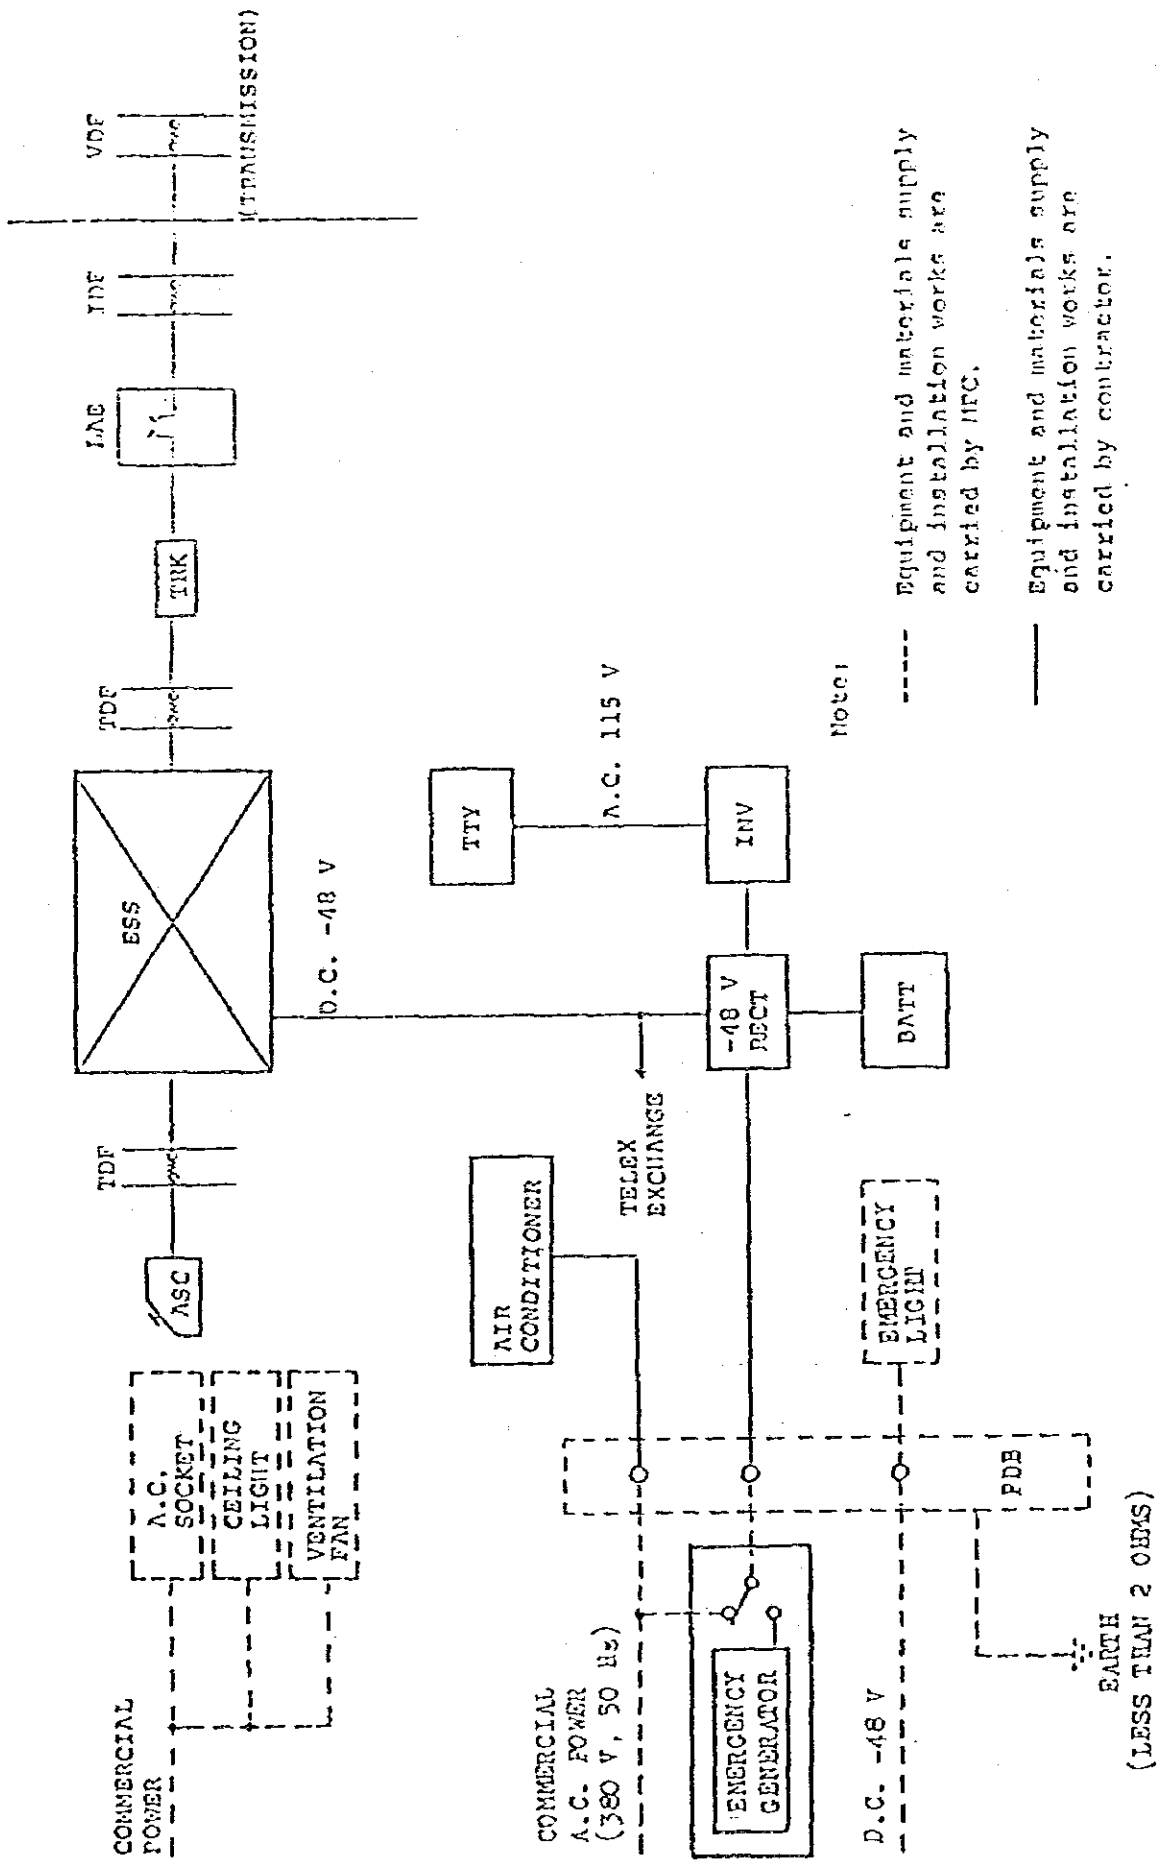 COMMERCIAL
POWER
A.C.
SOCKET
CEILING
LIGHT
VENTILATION
FAN
ASC
TDF
ESS
TDF
TRK
VDF
(TRANSMISSION)
D.C. -48 V
COMMERCIAL
A.C. POWER
(380 V, 50 Hz)
AIR
CONDITIONER
TELEX
EXCHANGE
TTY
A.C. 115 V
EMERGENCY
GENERATOR
-48 V
RECT
INV
BATT
D.C. -48 V
EMERGENCY
LIGHT
PDB
EARTH
(LESS THAN 2 OHMS)
Note:
Equipment and materials supply
and installation works are
carried by
Equipment and materials supply
and installation works are
carried by contractor.